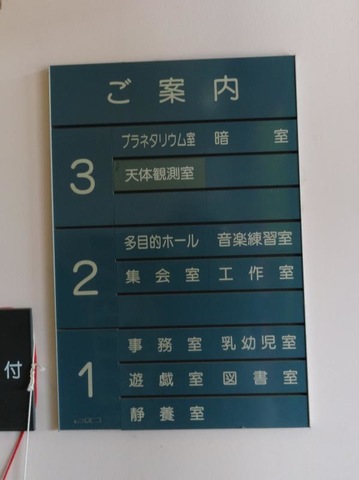 ご案内
3
プラネタリウム室 暗室
天体観測室
2
多目的ホール 音楽練習室
集会室 工作室
1
事務室 乳幼児室
遊戯室 図書室
静養室
付